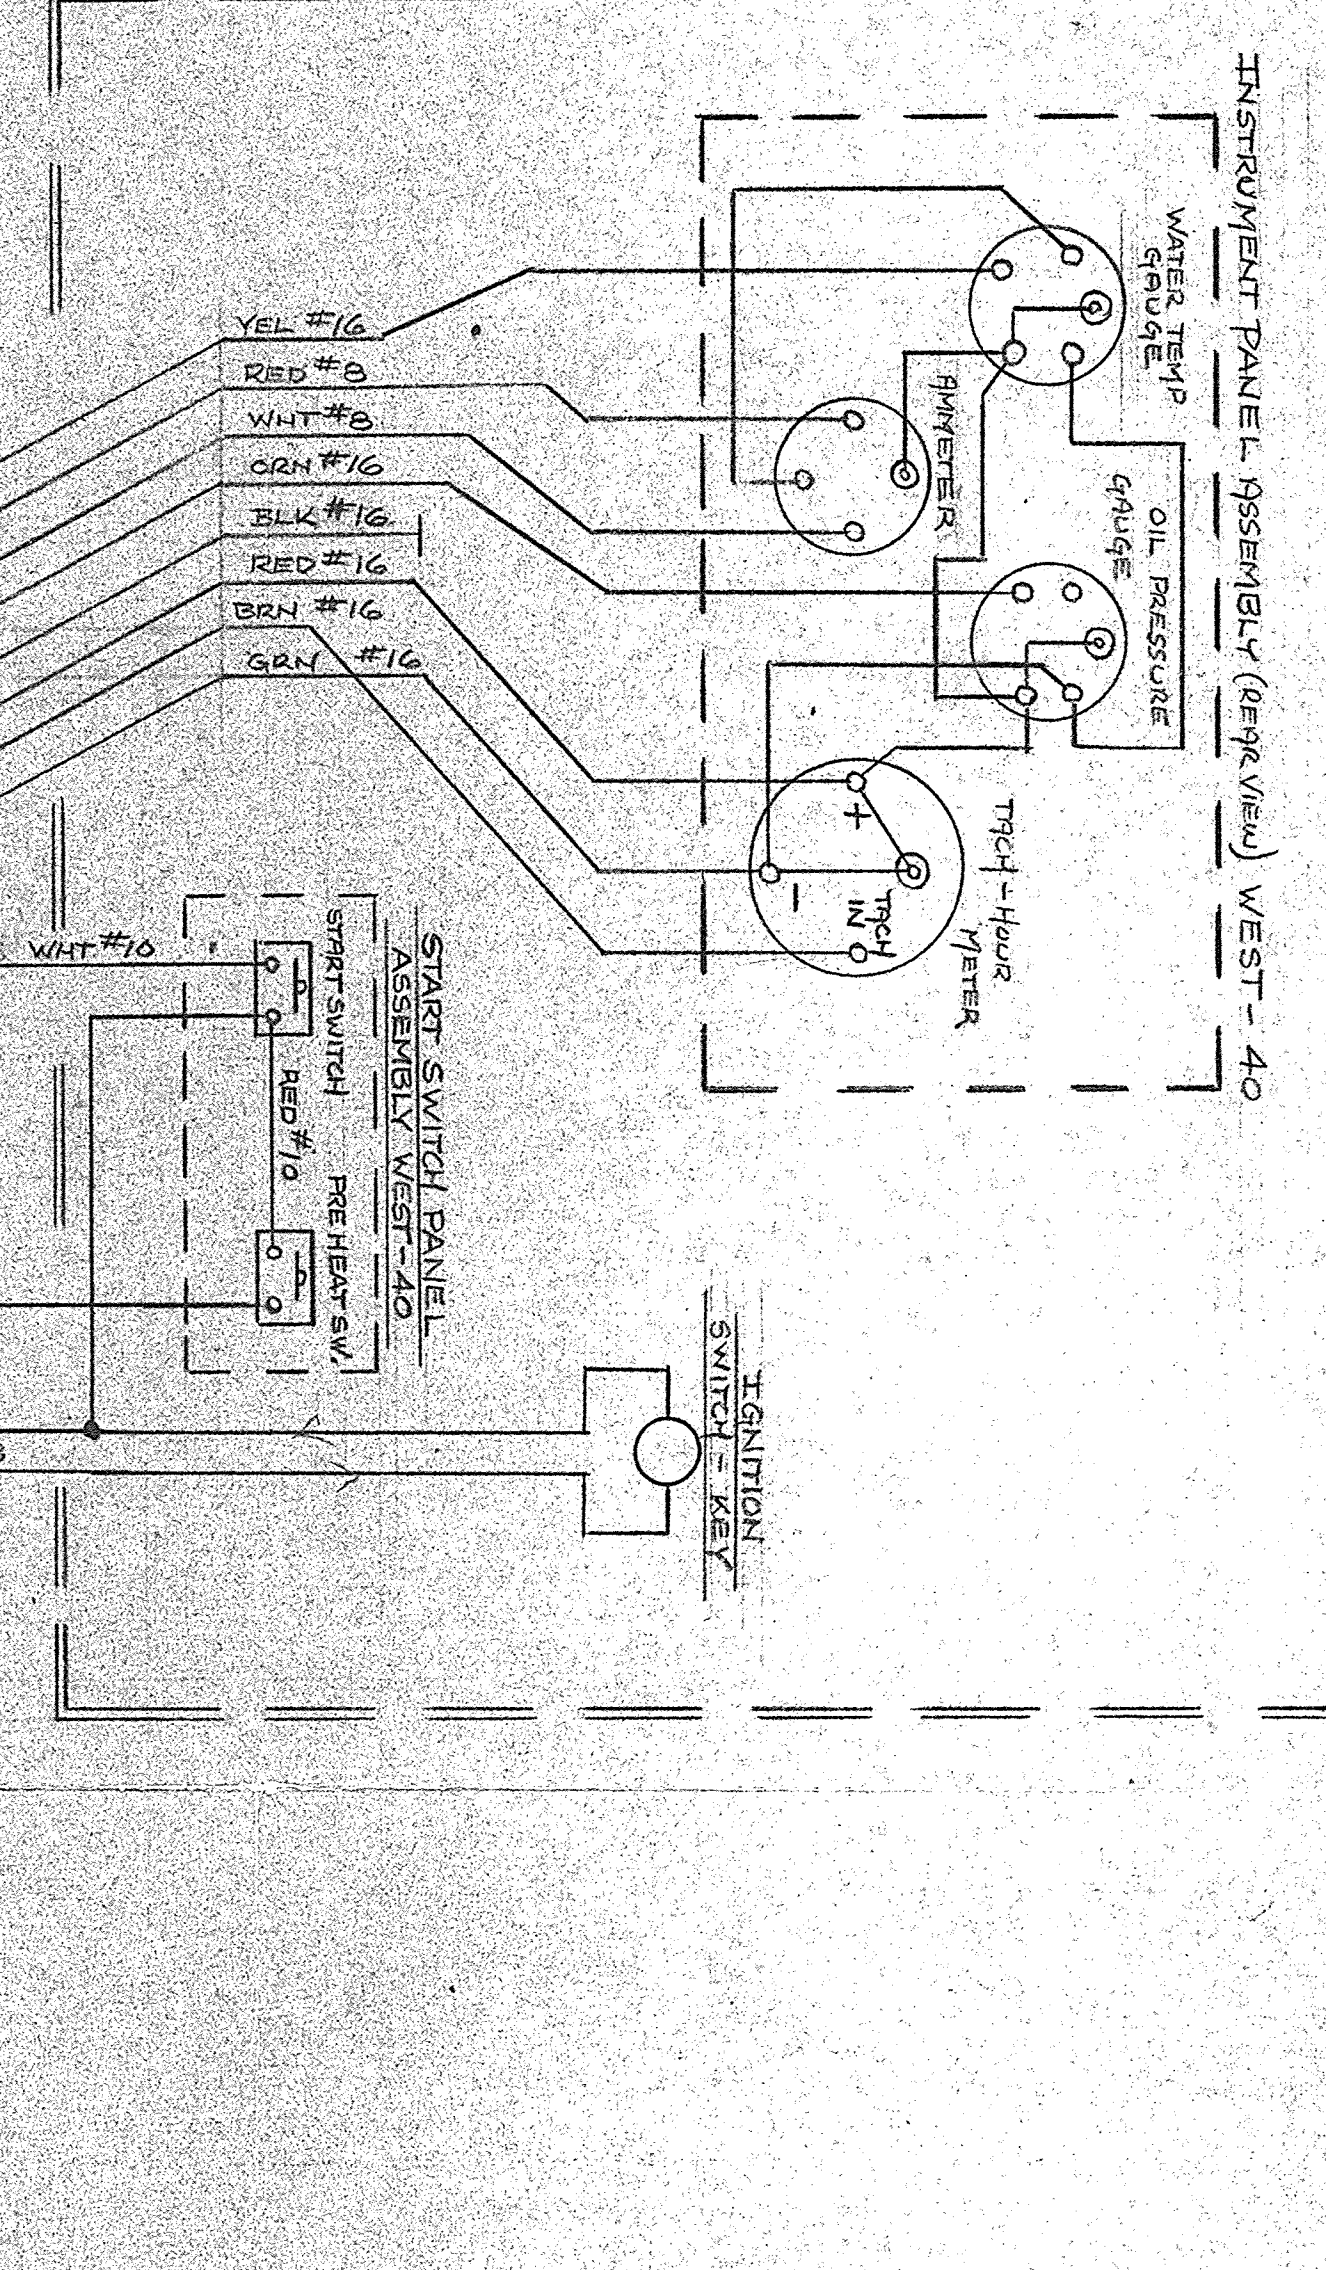 INSTRUMENT PANEL ASSEMBLY (REAR VIEW) WEST-40
WATER TEMP
GAUGE
AMMETER
OIL PRESSURE
GAUGE
TACH-HOUR
METER
+
-
TACH
IN
YEL #16
RED #8
WHT #8
ORN #16
BLK #16
RED #16
BRN #16
GRN #16
WHT #10
START SWITCH PANEL
ASSEMBLY WEST-40
START SWITCH
PREHEAT SW.
RED #10
IGNITION
SWITCH = KEY